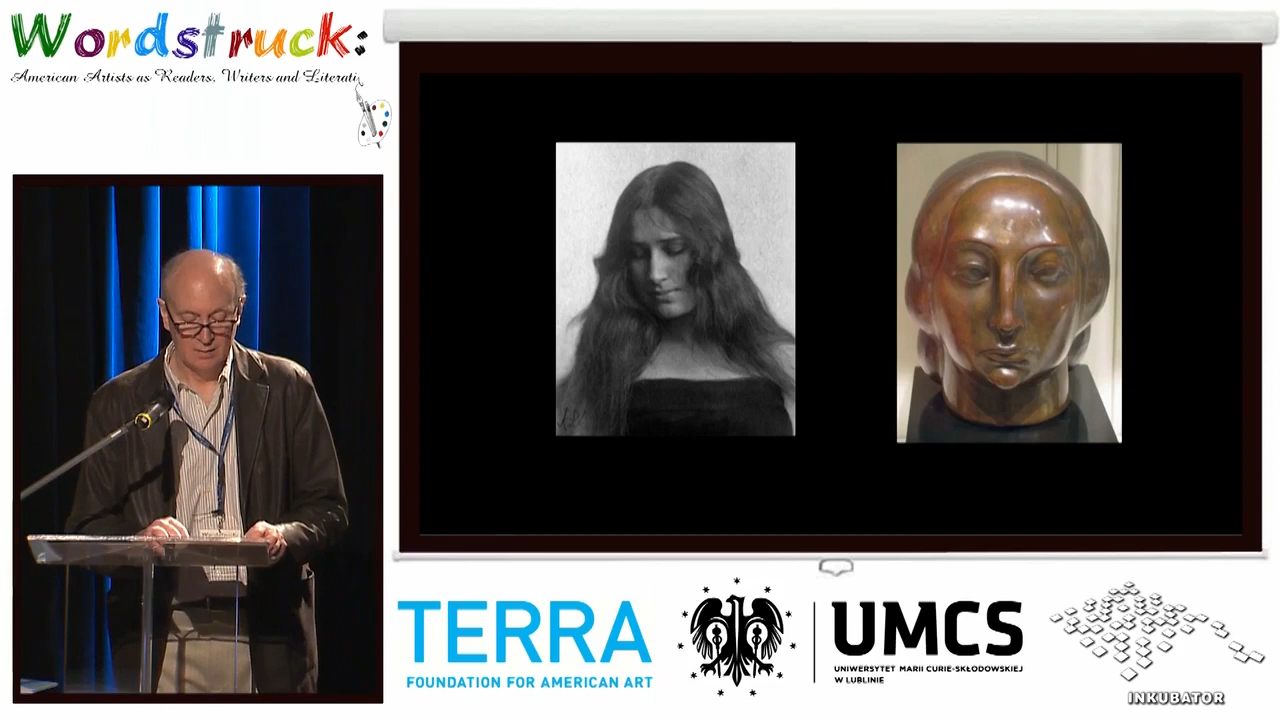 Wordstruck:
American Artists as Readers, Writers and Literati
TERRA
FOUNDATION FOR AMERICAN ART
UMCS
UNIWERSYTET MARII CURIE-SKŁODOWSKIEJ
W LUBLINIE
INKUBATOR